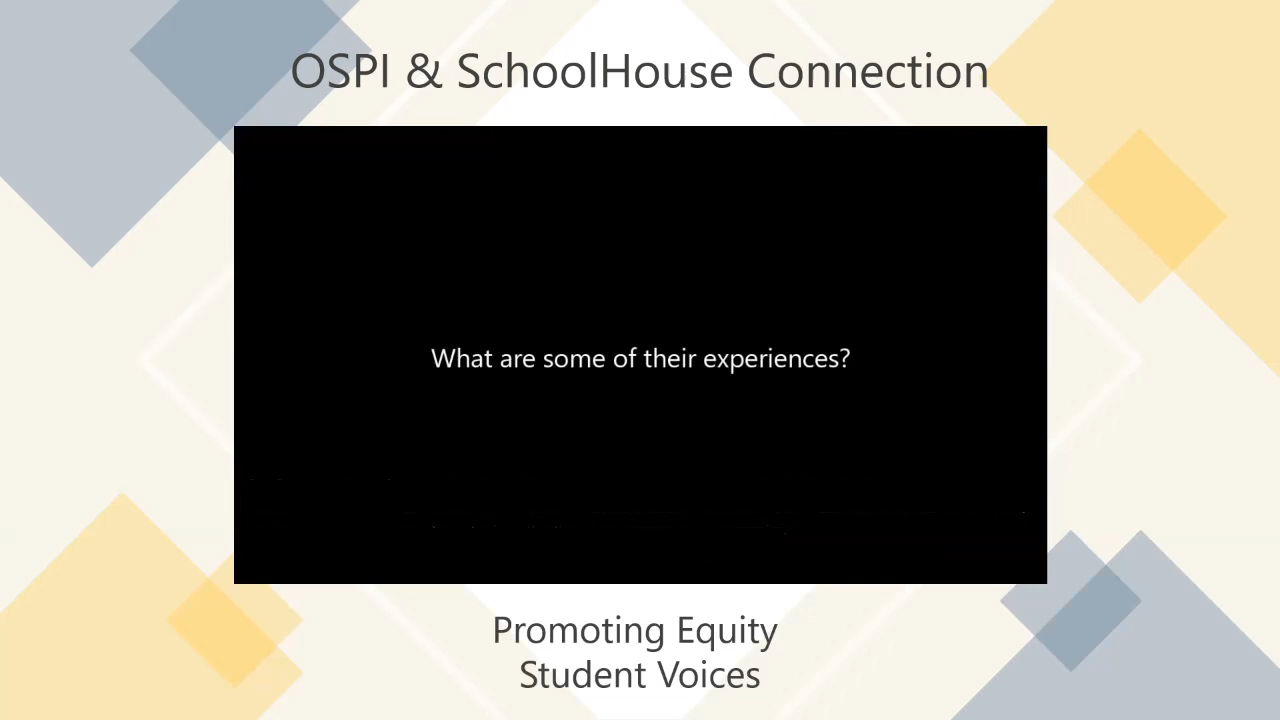 OSPI & SchoolHouse Connection
What are some of their experiences?
Promoting Equity
Student Voices